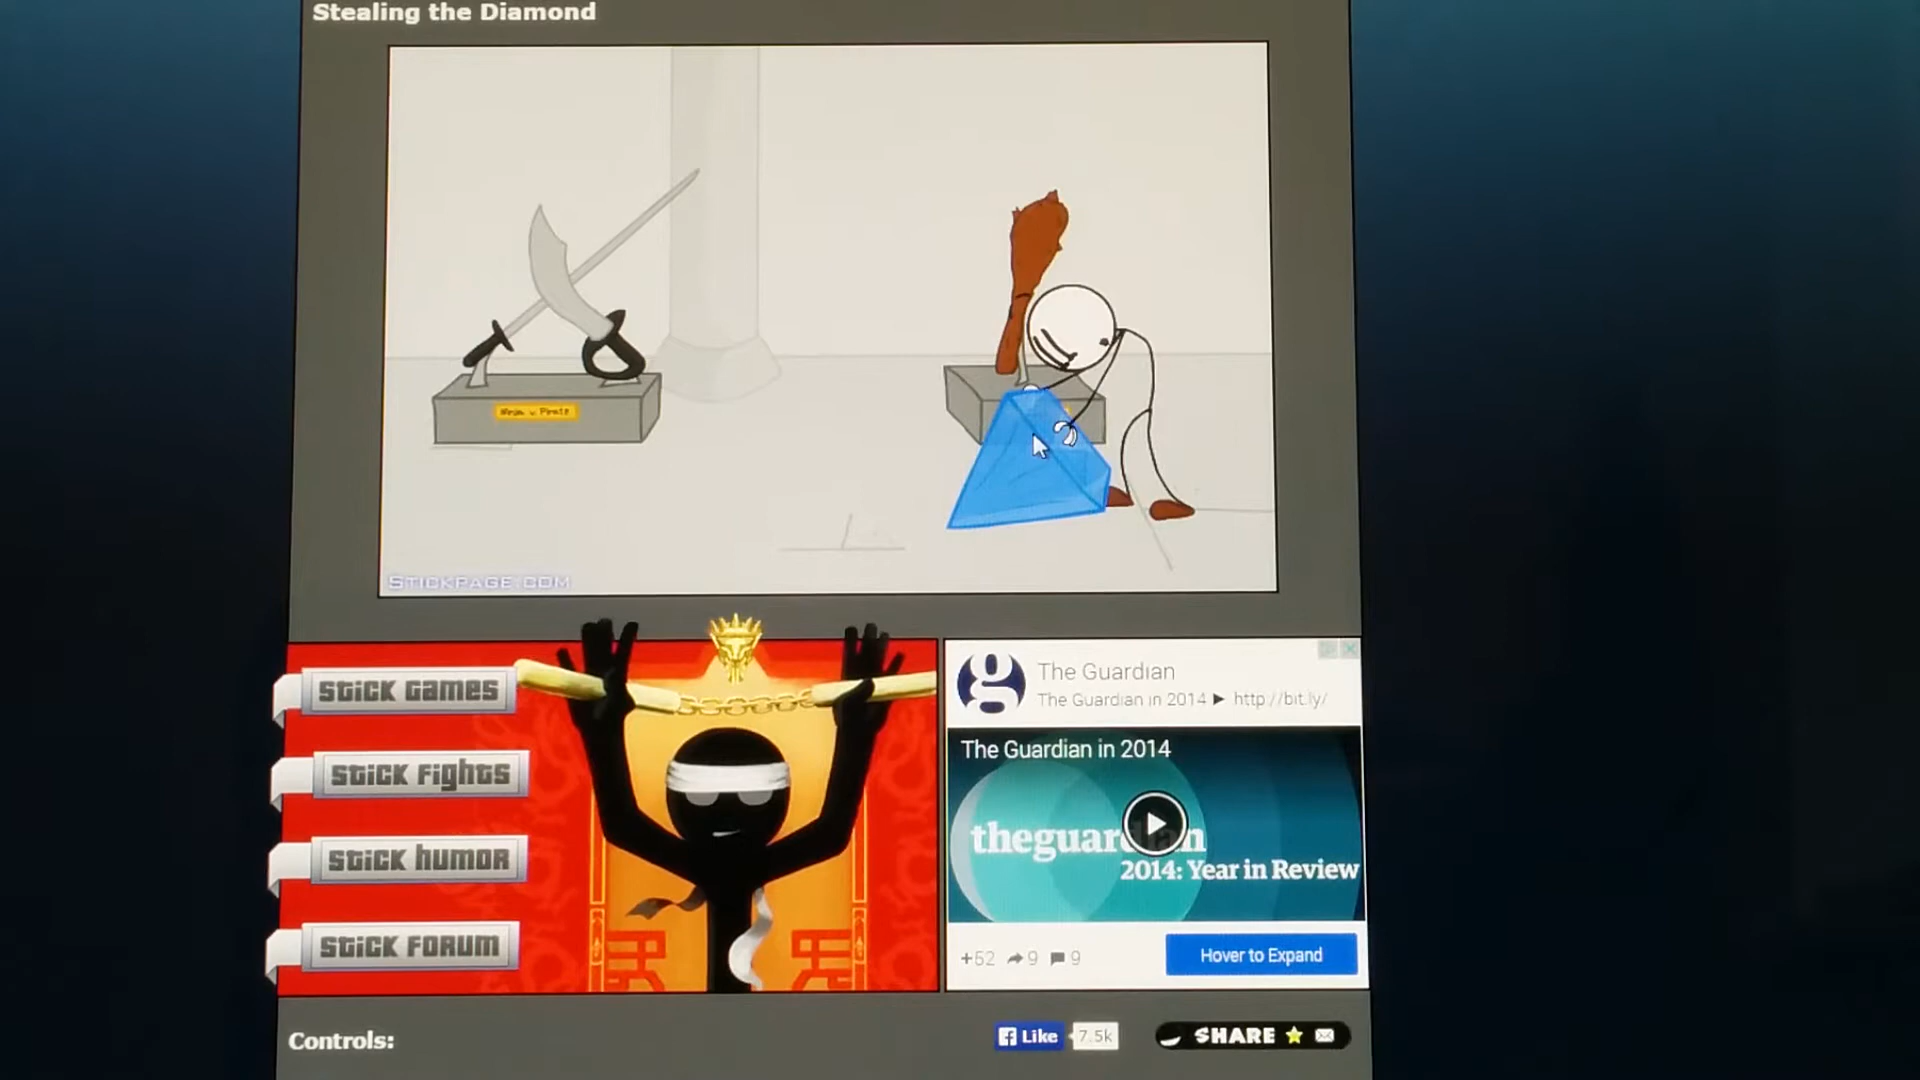 Stealing the Diamond
Ninja v. Pirate
STICKPAGE.COM
STICK GAMES
STICK FIGHTS
STICK HUMOR
STICK FORUM
g
The Guardian
The Guardian in 2014 ► http://bit.ly/
The Guardian in 2014
theguardian
2014: Year in Review
+52 9 9
Hover to Expand
Controls:
Like 7.5k
SHARE